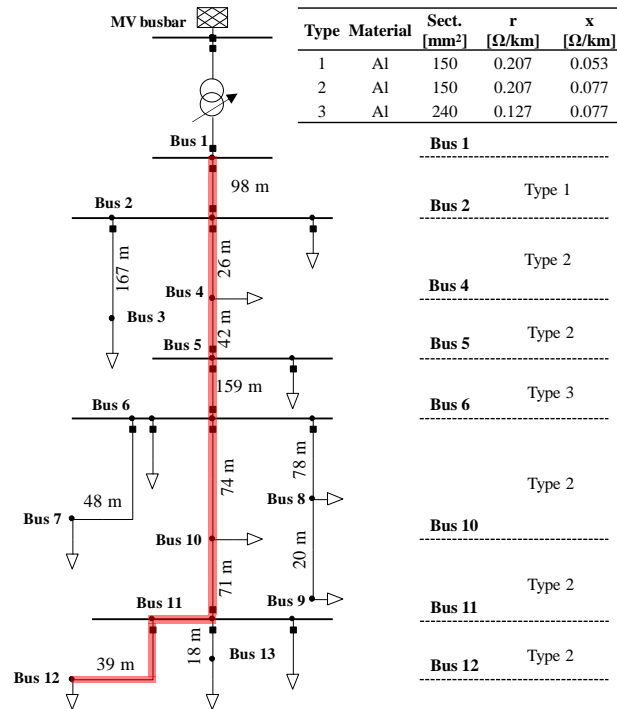 MV busbar
Type Material Sect. [mm²] r [Ω/km] x [Ω/km]
1 Al 150 0.207 0.053
2 Al 150 0.207 0.077
3 Al 240 0.127 0.077
Bus 1
Bus 1
98 m
Type 1
Bus 2
Bus 2
167 m
26 m
Type 2
Bus 4
Bus 4
Bus 3
42 m
Type 2
Bus 5
Bus 5
159 m
Type 3
Bus 6
Bus 6
74 m
78 m
Type 2
48 m
Bus 8
Bus 7
Bus 10
Bus 10
20 m
71 m
Type 2
Bus 9
Bus 11
Bus 11
18 m
Bus 13
Type 2
39 m
Bus 12
Bus 12